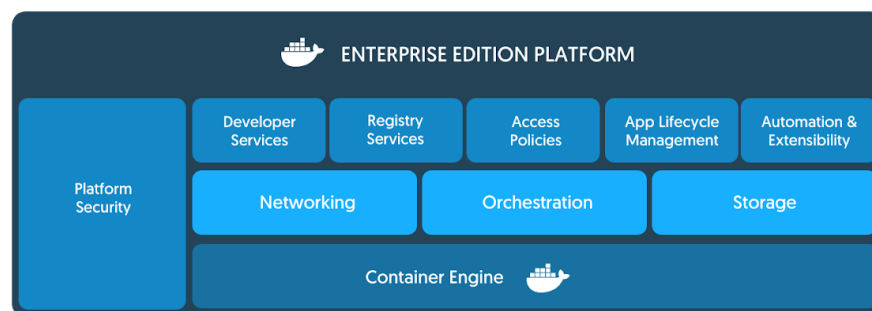 ENTERPRISE EDITION PLATFORM
Platform
Security
Developer
Services
Registry
Services
Access
Policies
App Lifecycle
Management
Automation &
Extensibility
Networking
Orchestration
Storage
Container Engine